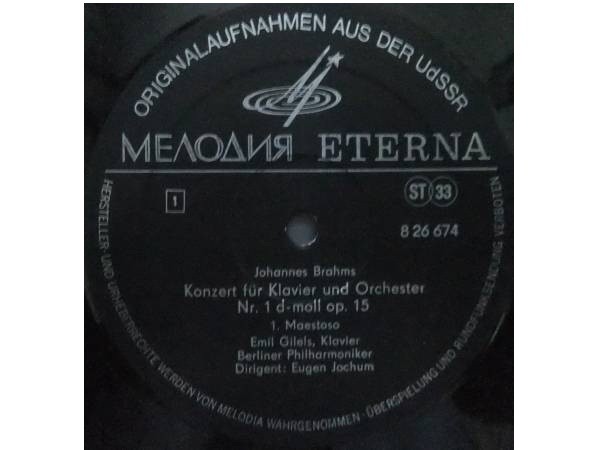 ORIGINALAUFNAHMEN AUS DER UdSSR
МЕЛОДИЯ ETERNA
1
ST 33
8 26 674
Johannes Brahms
Konzert für Klavier und Orchester
Nr. 1 d-moll op. 15
1. Maestoso
Emil Gilels, Klavier
Berliner Philharmoniker
Dirigent: Eugen Jochum
HERSTELLER- UND URHEBERRECHTE WERDEN VON MELODIA WAHRGENOMMEN · ÜBERSPIELUNG UND RUNDFUNKSENDUNG VERBOTEN